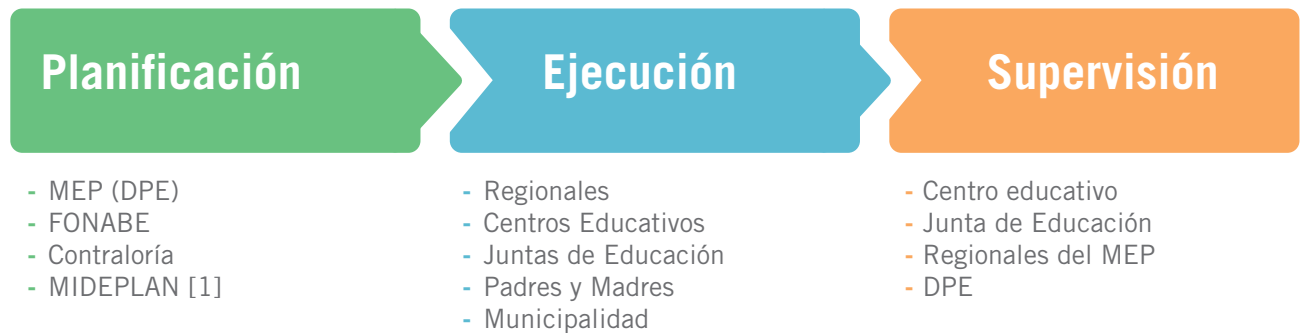 Planificación
- MEP (DPE)
- FONABE
- Contraloría
- MIDEPLAN [1]
Ejecución
- Regionales
- Centros Educativos
- Juntas de Educación
- Padres y Madres
- Municipalidad
Supervisión
- Centro educativo
- Junta de Educación
- Regionales del MEP
- DPE